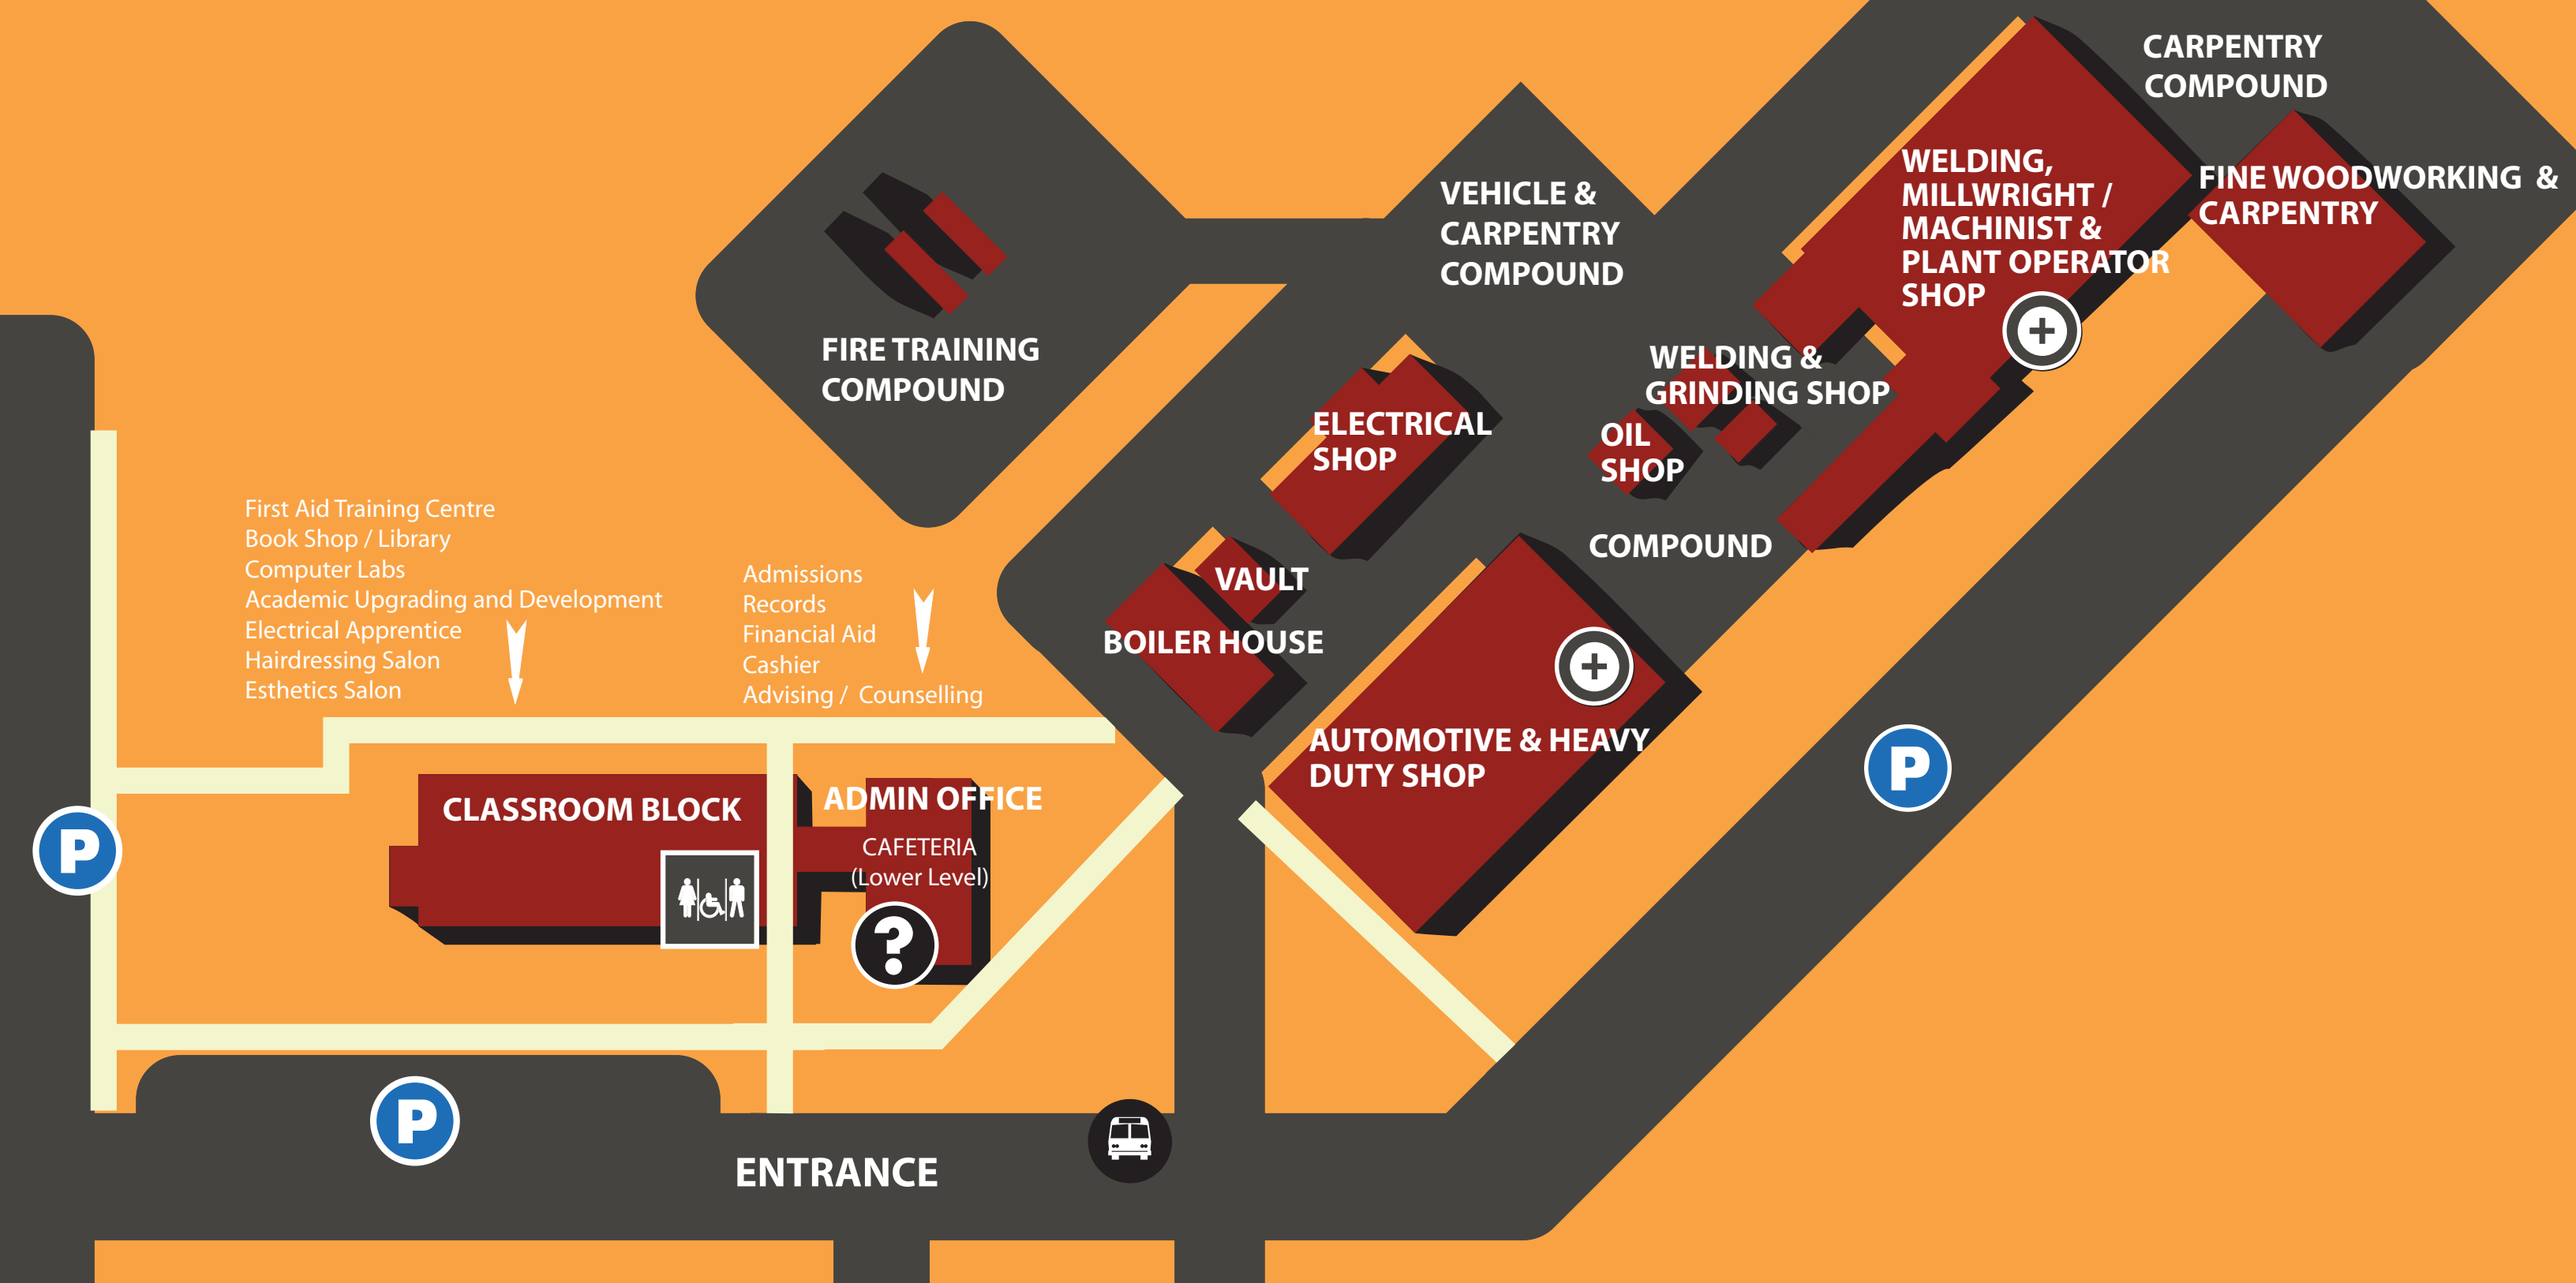 CARPENTRY
COMPOUND
WELDING,
MILLWRIGHT /
MACHINIST &
PLANT OPERATOR
SHOP
FINE WOODWORKING &
CARPENTRY
VEHICLE &
CARPENTRY
COMPOUND
FIRE TRAINING
COMPOUND
WELDING &
GRINDING SHOP
ELECTRICAL
SHOP
OIL
SHOP
COMPOUND
VAULT
BOILER HOUSE
AUTOMOTIVE & HEAVY
DUTY SHOP
First Aid Training Centre
Book Shop / Library
Computer Labs
Academic Upgrading and Development
Electrical Apprentice
Hairdressing Salon
Esthetics Salon
Admissions
Records
Financial Aid
Cashier
Advising / Counselling
CLASSROOM BLOCK
ADMIN OFFICE
CAFETERIA
(Lower Level)
?
P
P
P
ENTRANCE